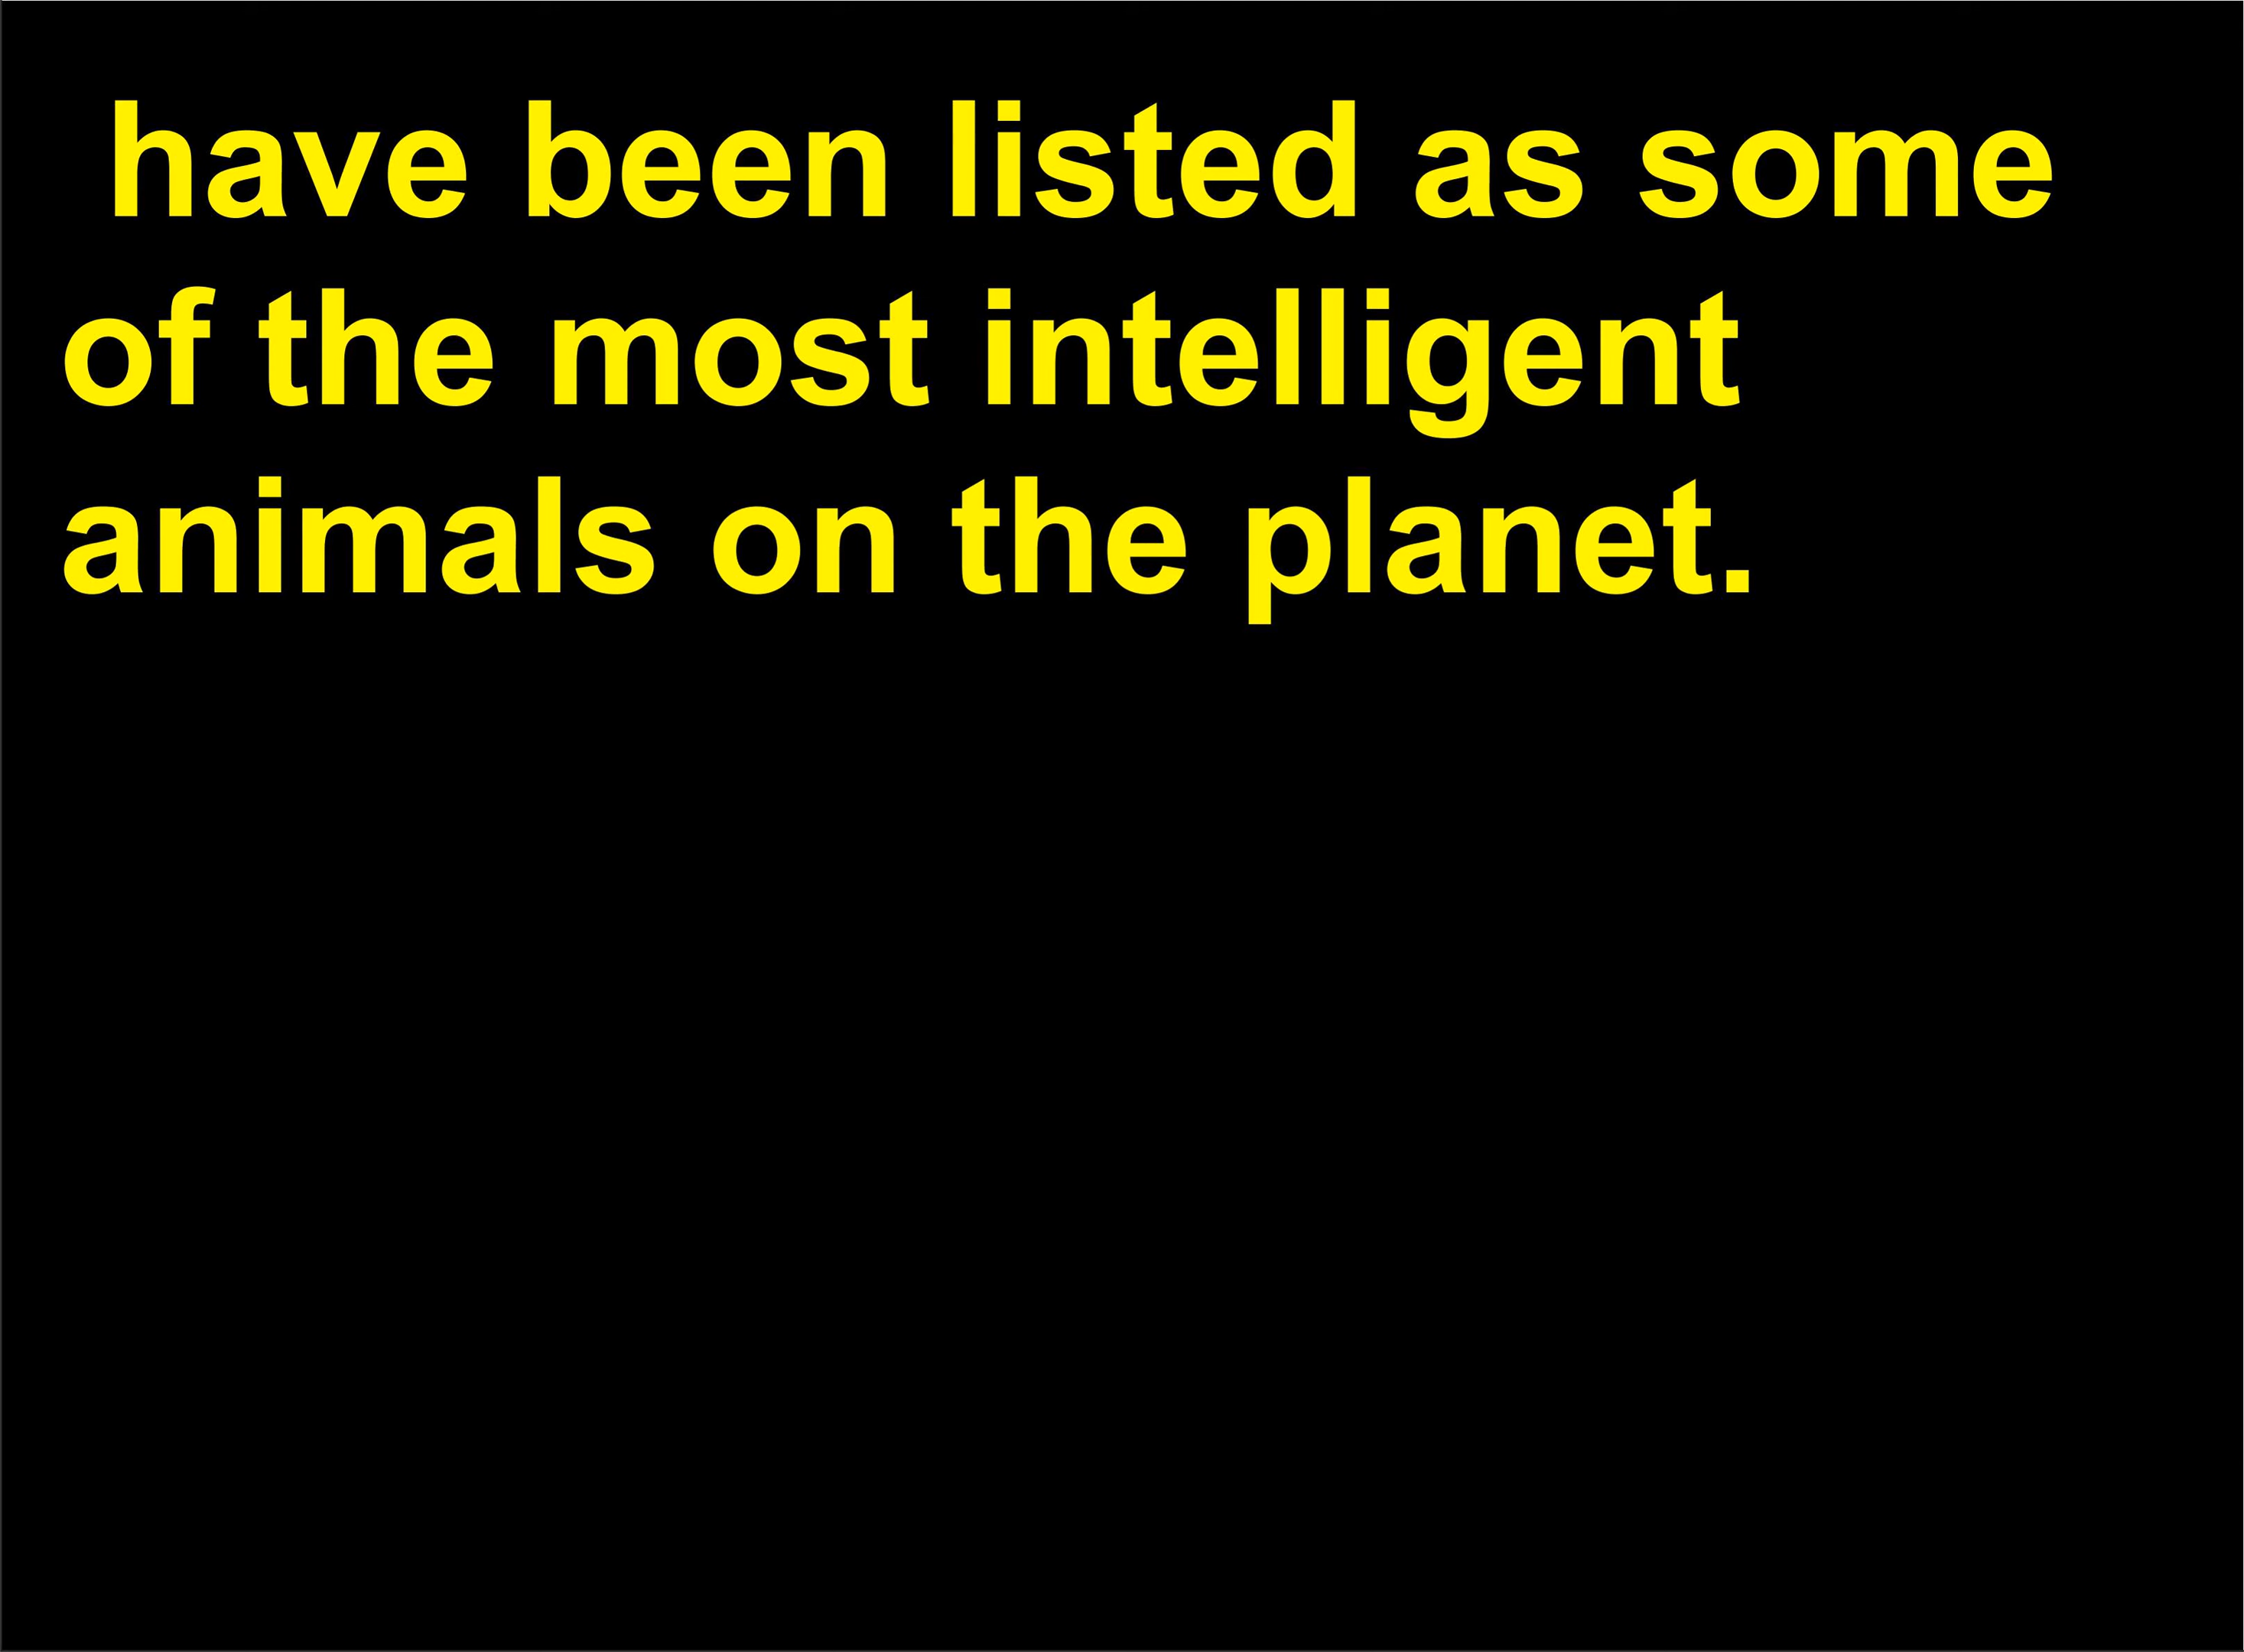 have been listed as some
of the most intelligent
animals on the planet.